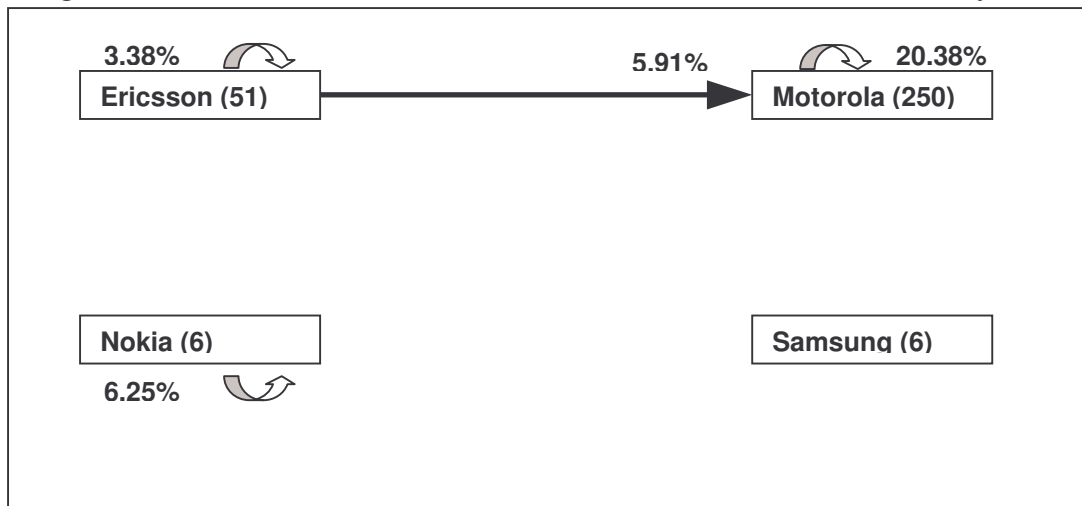 3.38%
5.91%
20.38%
Ericsson (51)
Motorola (250)
Nokia (6)
Samsung (6)
6.25%